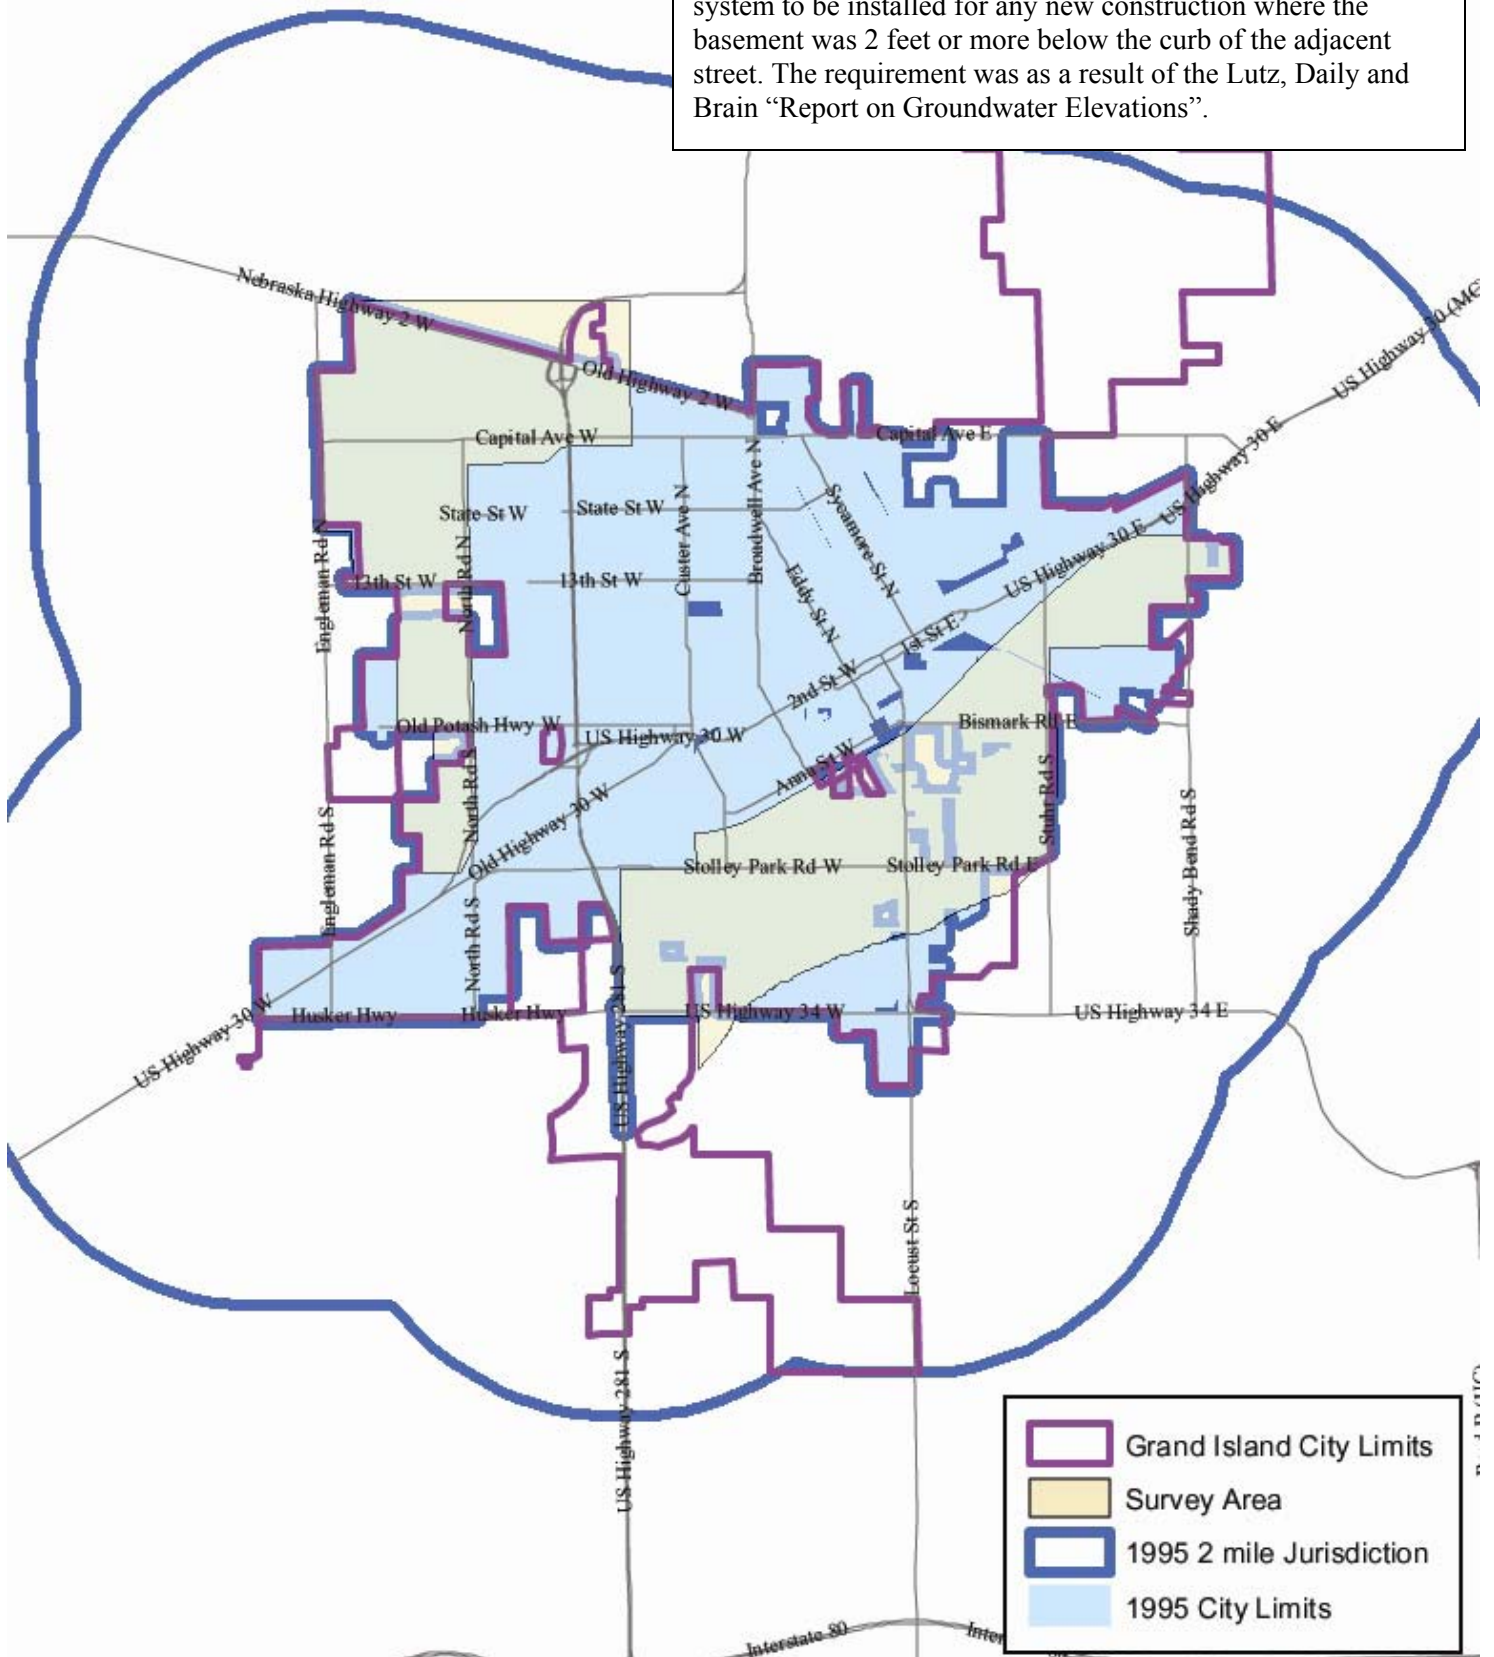 system to be installed for any new construction where the
basement was 2 feet or more below the curb of the adjacent
street. The requirement was as a result of the Lutz, Daily and
Brain “Report on Groundwater Elevations”.
Nebraska Highway 2 W
US Highway 30 (MC
Old Highway 2 W
Capital Ave W
Capital Ave E
US Highway 30 E
State St W
State St W
Custer Ave N
Broadwell Ave N
Sycamore St N
US Highway 30 E
Engleman Rd N
13th St W
North Rd N
13th St W
Eddy St N
1st St E
2nd St W
Old Potash Hwy W
US Highway 30 W
Bismark Rd E
Anna St W
North Rd S
Stuhr Rd S
Shady Bend Rd S
Old Highway 30 W
Engleman Rd S
Stolley Park Rd W
Stolley Park Rd E
North Rd S
US Highway 281 S
US Highway 30 W
Husker Hwy
Husker Hwy
US Highway 34 W
US Highway 34 E
US Highway 281 S
Locust St S
US Highway 281 S
Interstate 80
Inter
Grand Island City Limits
Survey Area
1995 2 mile Jurisdiction
1995 City Limits